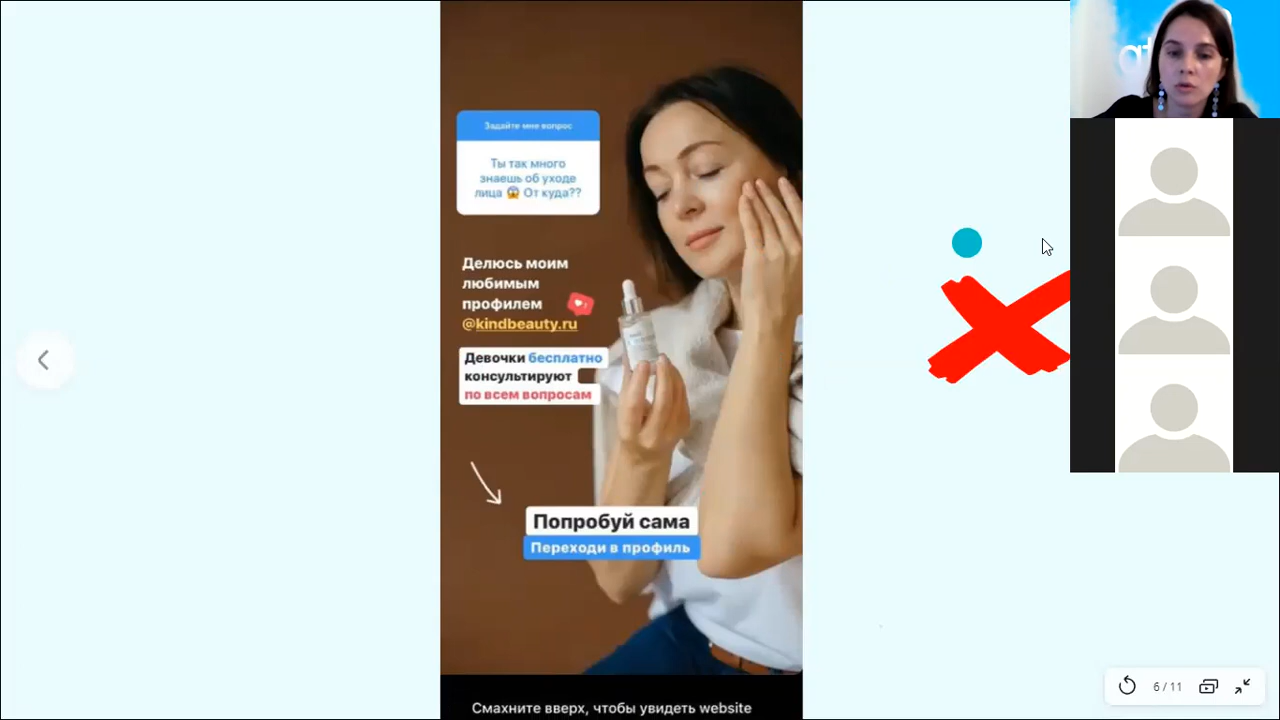 Задайте мне вопрос
Ты так много
знаешь об уходе
лица 😱 От куда??
Делюсь моим
любимым
профилем
@kindbeauty.ru
Девочки бесплатно
консультируют
по всем вопросам
Попробуй сама
Переходи в профиль
Смахните вверх, чтобы увидеть website
6 / 11